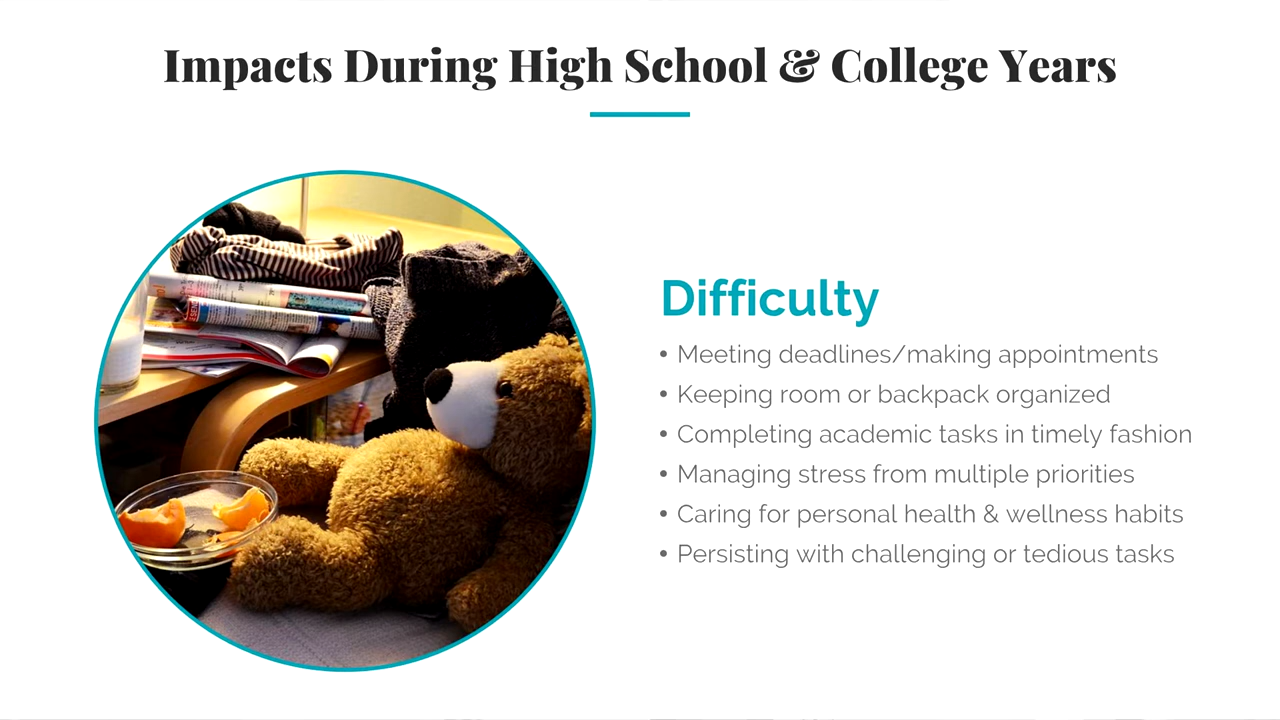 Impacts During High School & College Years
Difficulty
• Meeting deadlines/making appointments
• Keeping room or backpack organized
• Completing academic tasks in timely fashion
• Managing stress from multiple priorities
• Caring for personal health & wellness habits
• Persisting with challenging or tedious tasks